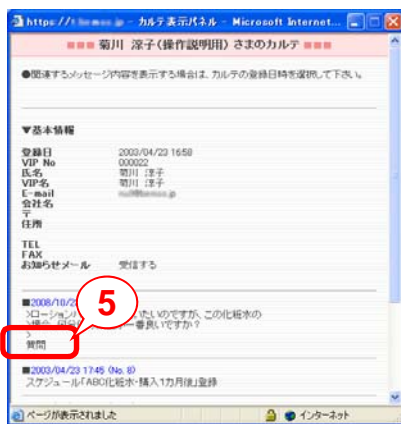 https://t - カルテ表示パネル - Microsoft Internet...
■■■ 菊川 涼子(操作説明用) さまのカルテ ■■■
●関連するメッセージ内容を表示する場合は、カルテの登録日時を選択して下さい。
▼基本情報
登録日 2003/04/23 16:58
VIP No 000022
氏名 菊川 涼子
VIP名 菊川 涼子
E-mail
会社名
〒
住所
TEL
FAX
お知らせメール 受信する
■2008/10/2
>ローション いたいのですが、この化粧水の
一番良いですか？
>
質問
5
■2003/04/23 17:45 (No. 8)
スケジュール「ABC化粧水・購入1カ月後」登録
ページが表示されました インターネット